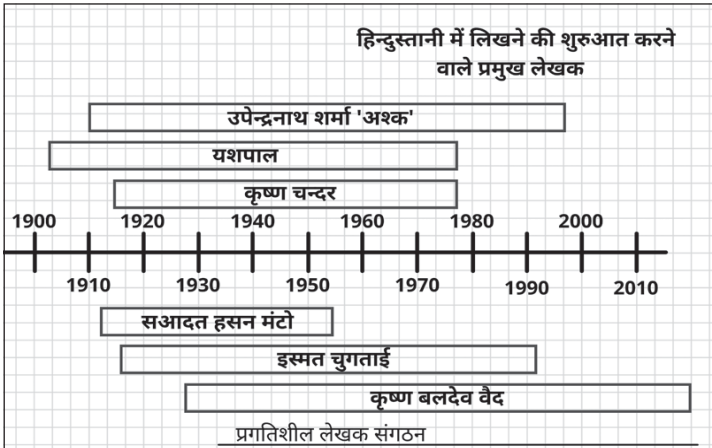 हिन्दुस्तानी में लिखने की शुरुआत करने
वाले प्रमुख लेखक
उपेन्द्रनाथ शर्मा 'अश्क'
यशपाल
कृष्ण चन्दर
1900 1920 1940 1960 1980 2000
1910 1930 1950 1970 1990 2010
सआदत हसन मंटो
इस्मत चुगताई
कृष्ण बलदेव वैद
प्रगतिशील लेखक संगठन